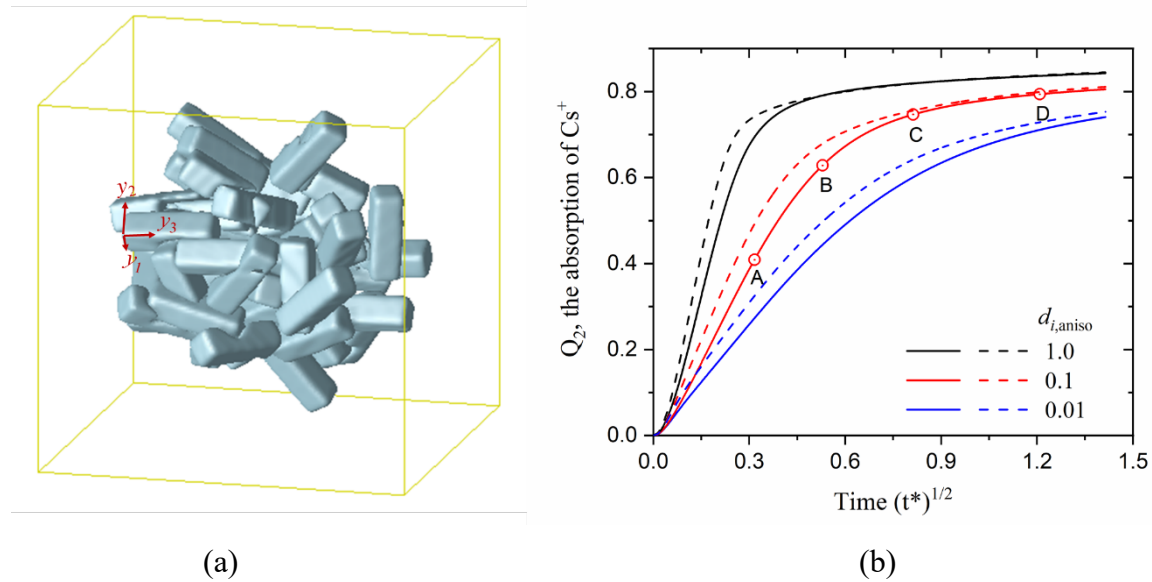 y2
y3
y1
Q2, the absorption of Cs+
0.8
0.6
0.4
0.2
0.0
A
B
C
D
di,aniso
1.0
0.1
0.01
0.0 0.3 0.6 0.9 1.2 1.5
Time (t*)1/2
(a) (b)